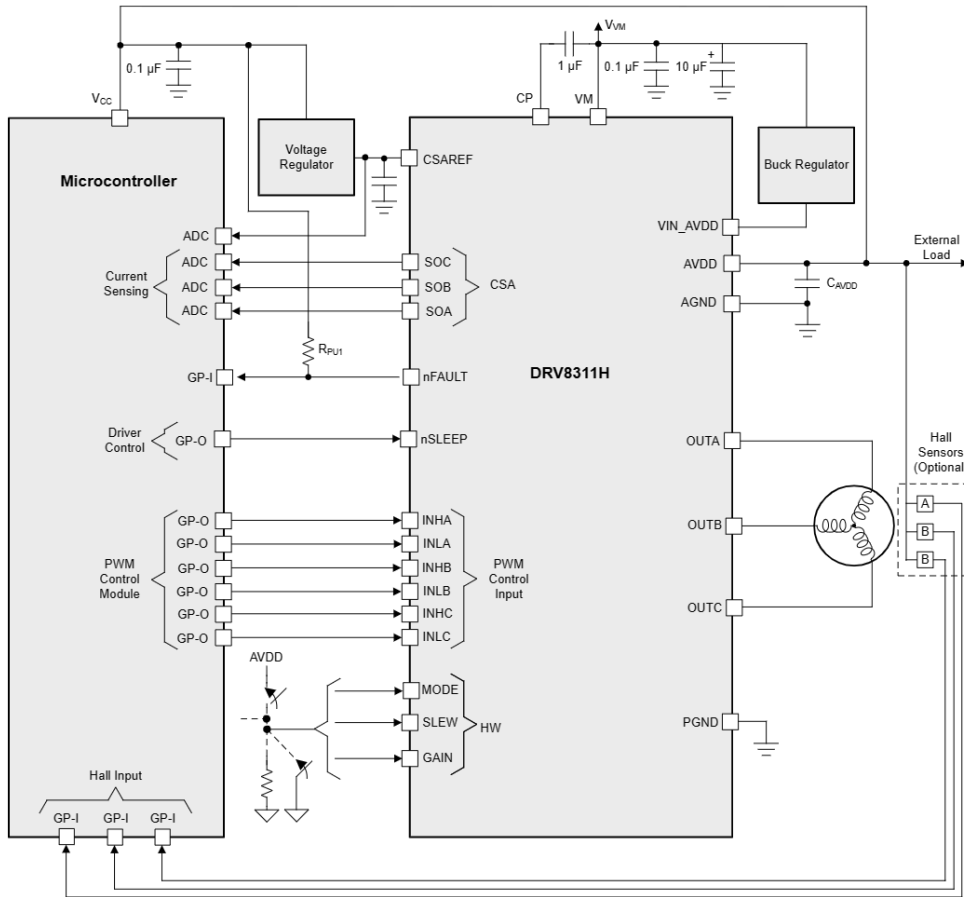 V_VM
0.1 µF
1 µF
0.1 µF
10 µF
+
V_CC
CP
VM
Microcontroller
Voltage
Regulator
CSAREF
Buck Regulator
VIN_AVDD
ADC
ADC
ADC
ADC
Current
Sensing
SOC
SOB
SOA
CSA
AVDD
AGND
External
Load
C_AVDD
R_PU1
GP-I
nFAULT
DRV8311H
Driver
Control
GP-O
nSLEEP
OUTA
OUTB
OUTC
Hall
Sensors
(Optional
A
B
B
PWM
Control
Module
GP-O
GP-O
GP-O
GP-O
GP-O
GP-O
INHA
INLA
INHB
INLB
INHC
INLC
PWM
Control
Input
AVDD
MODE
SLEW
GAIN
HW
PGND
Hall Input
GP-I
GP-I
GP-I